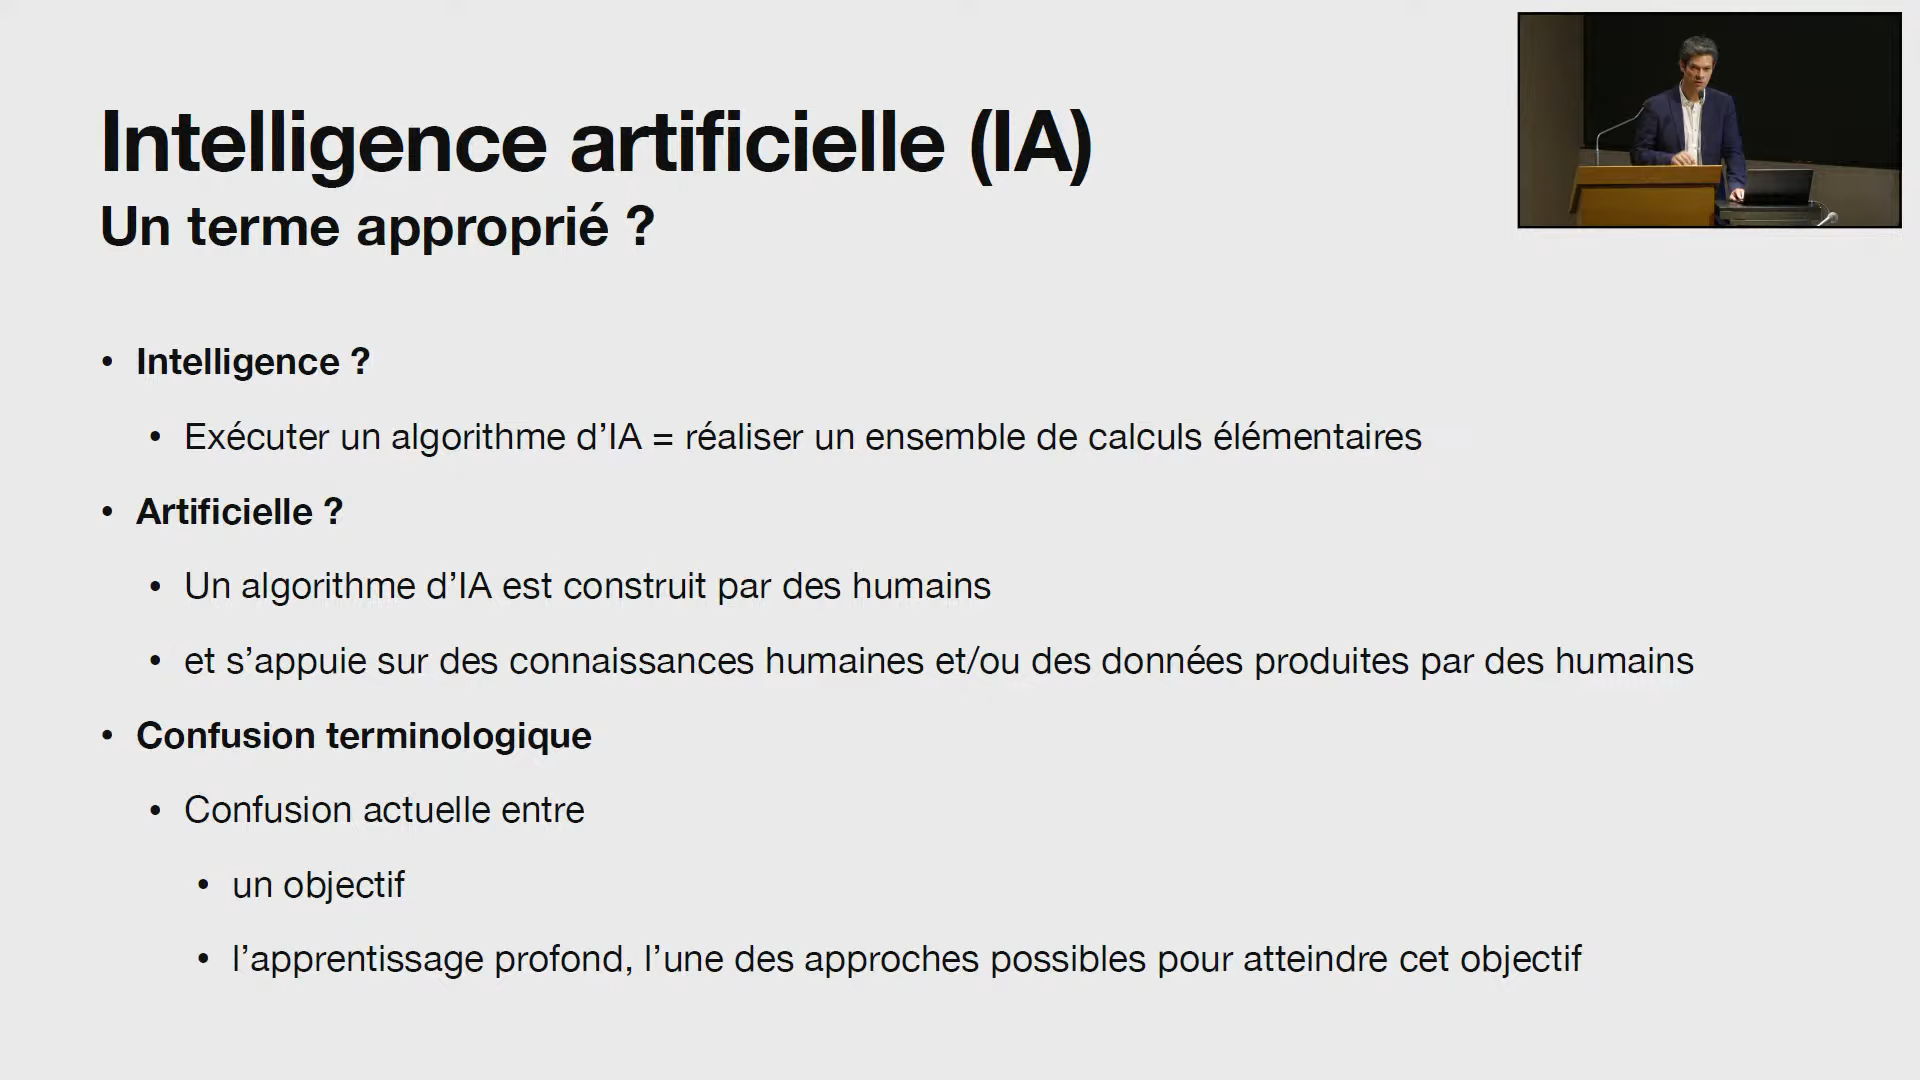 Intelligence artificielle (IA)
Un terme approprié ?
• Intelligence ?
• Exécuter un algorithme d’IA = réaliser un ensemble de calculs élémentaires
• Artificielle ?
• Un algorithme d’IA est construit par des humains
• et s’appuie sur des connaissances humaines et/ou des données produites par des humains
• Confusion terminologique
• Confusion actuelle entre
• un objectif
• l’apprentissage profond, l’une des approches possibles pour atteindre cet objectif